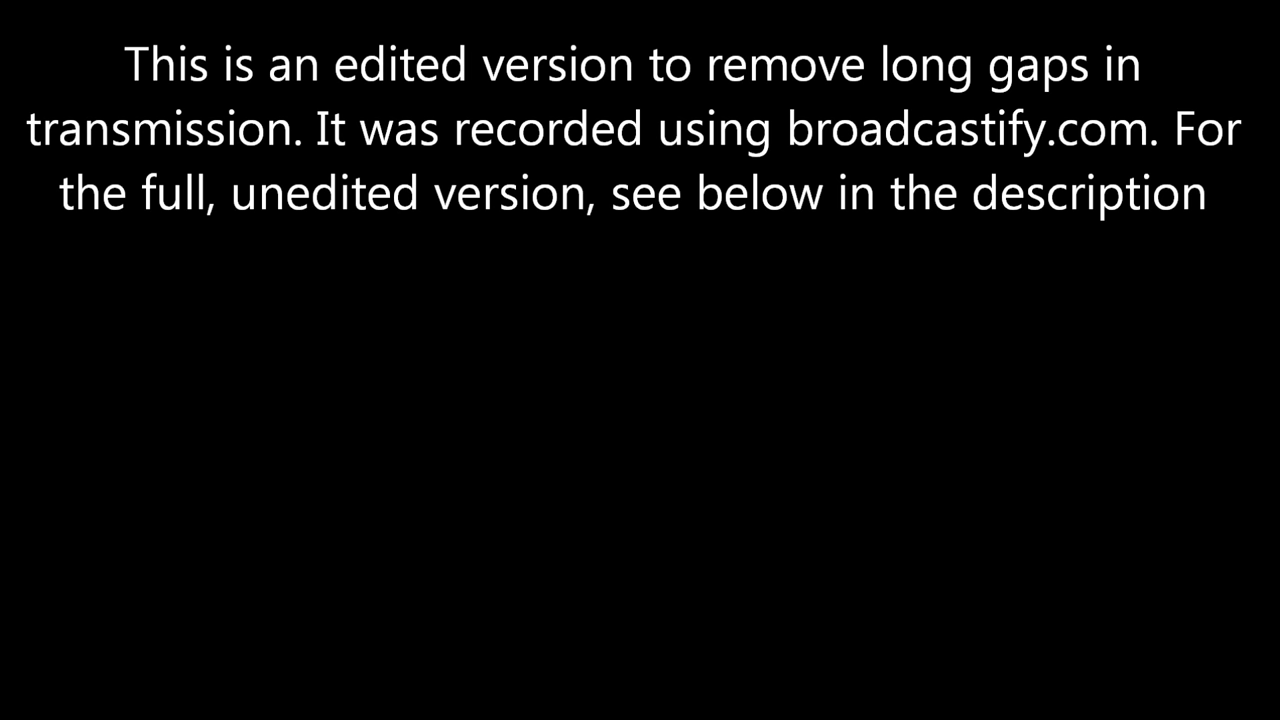 This is an edited version to remove long gaps in
transmission. It was recorded using broadcastify.com. For
the full, unedited version, see below in the description